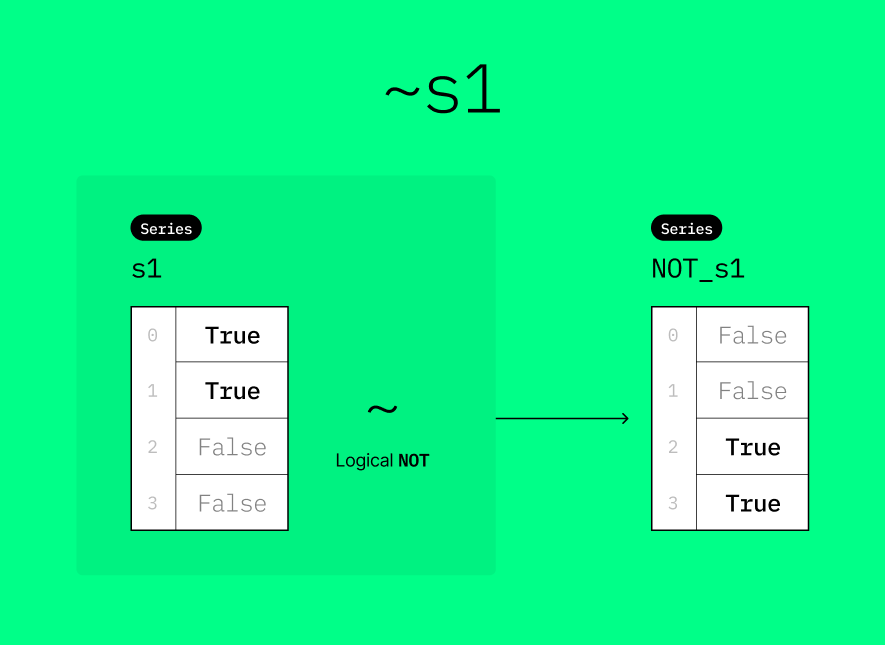 ~s1
Series
s1
0 True
1 True
2 False
3 False
~
Logical NOT
Series
NOT_s1
0 False
1 False
2 True
3 True